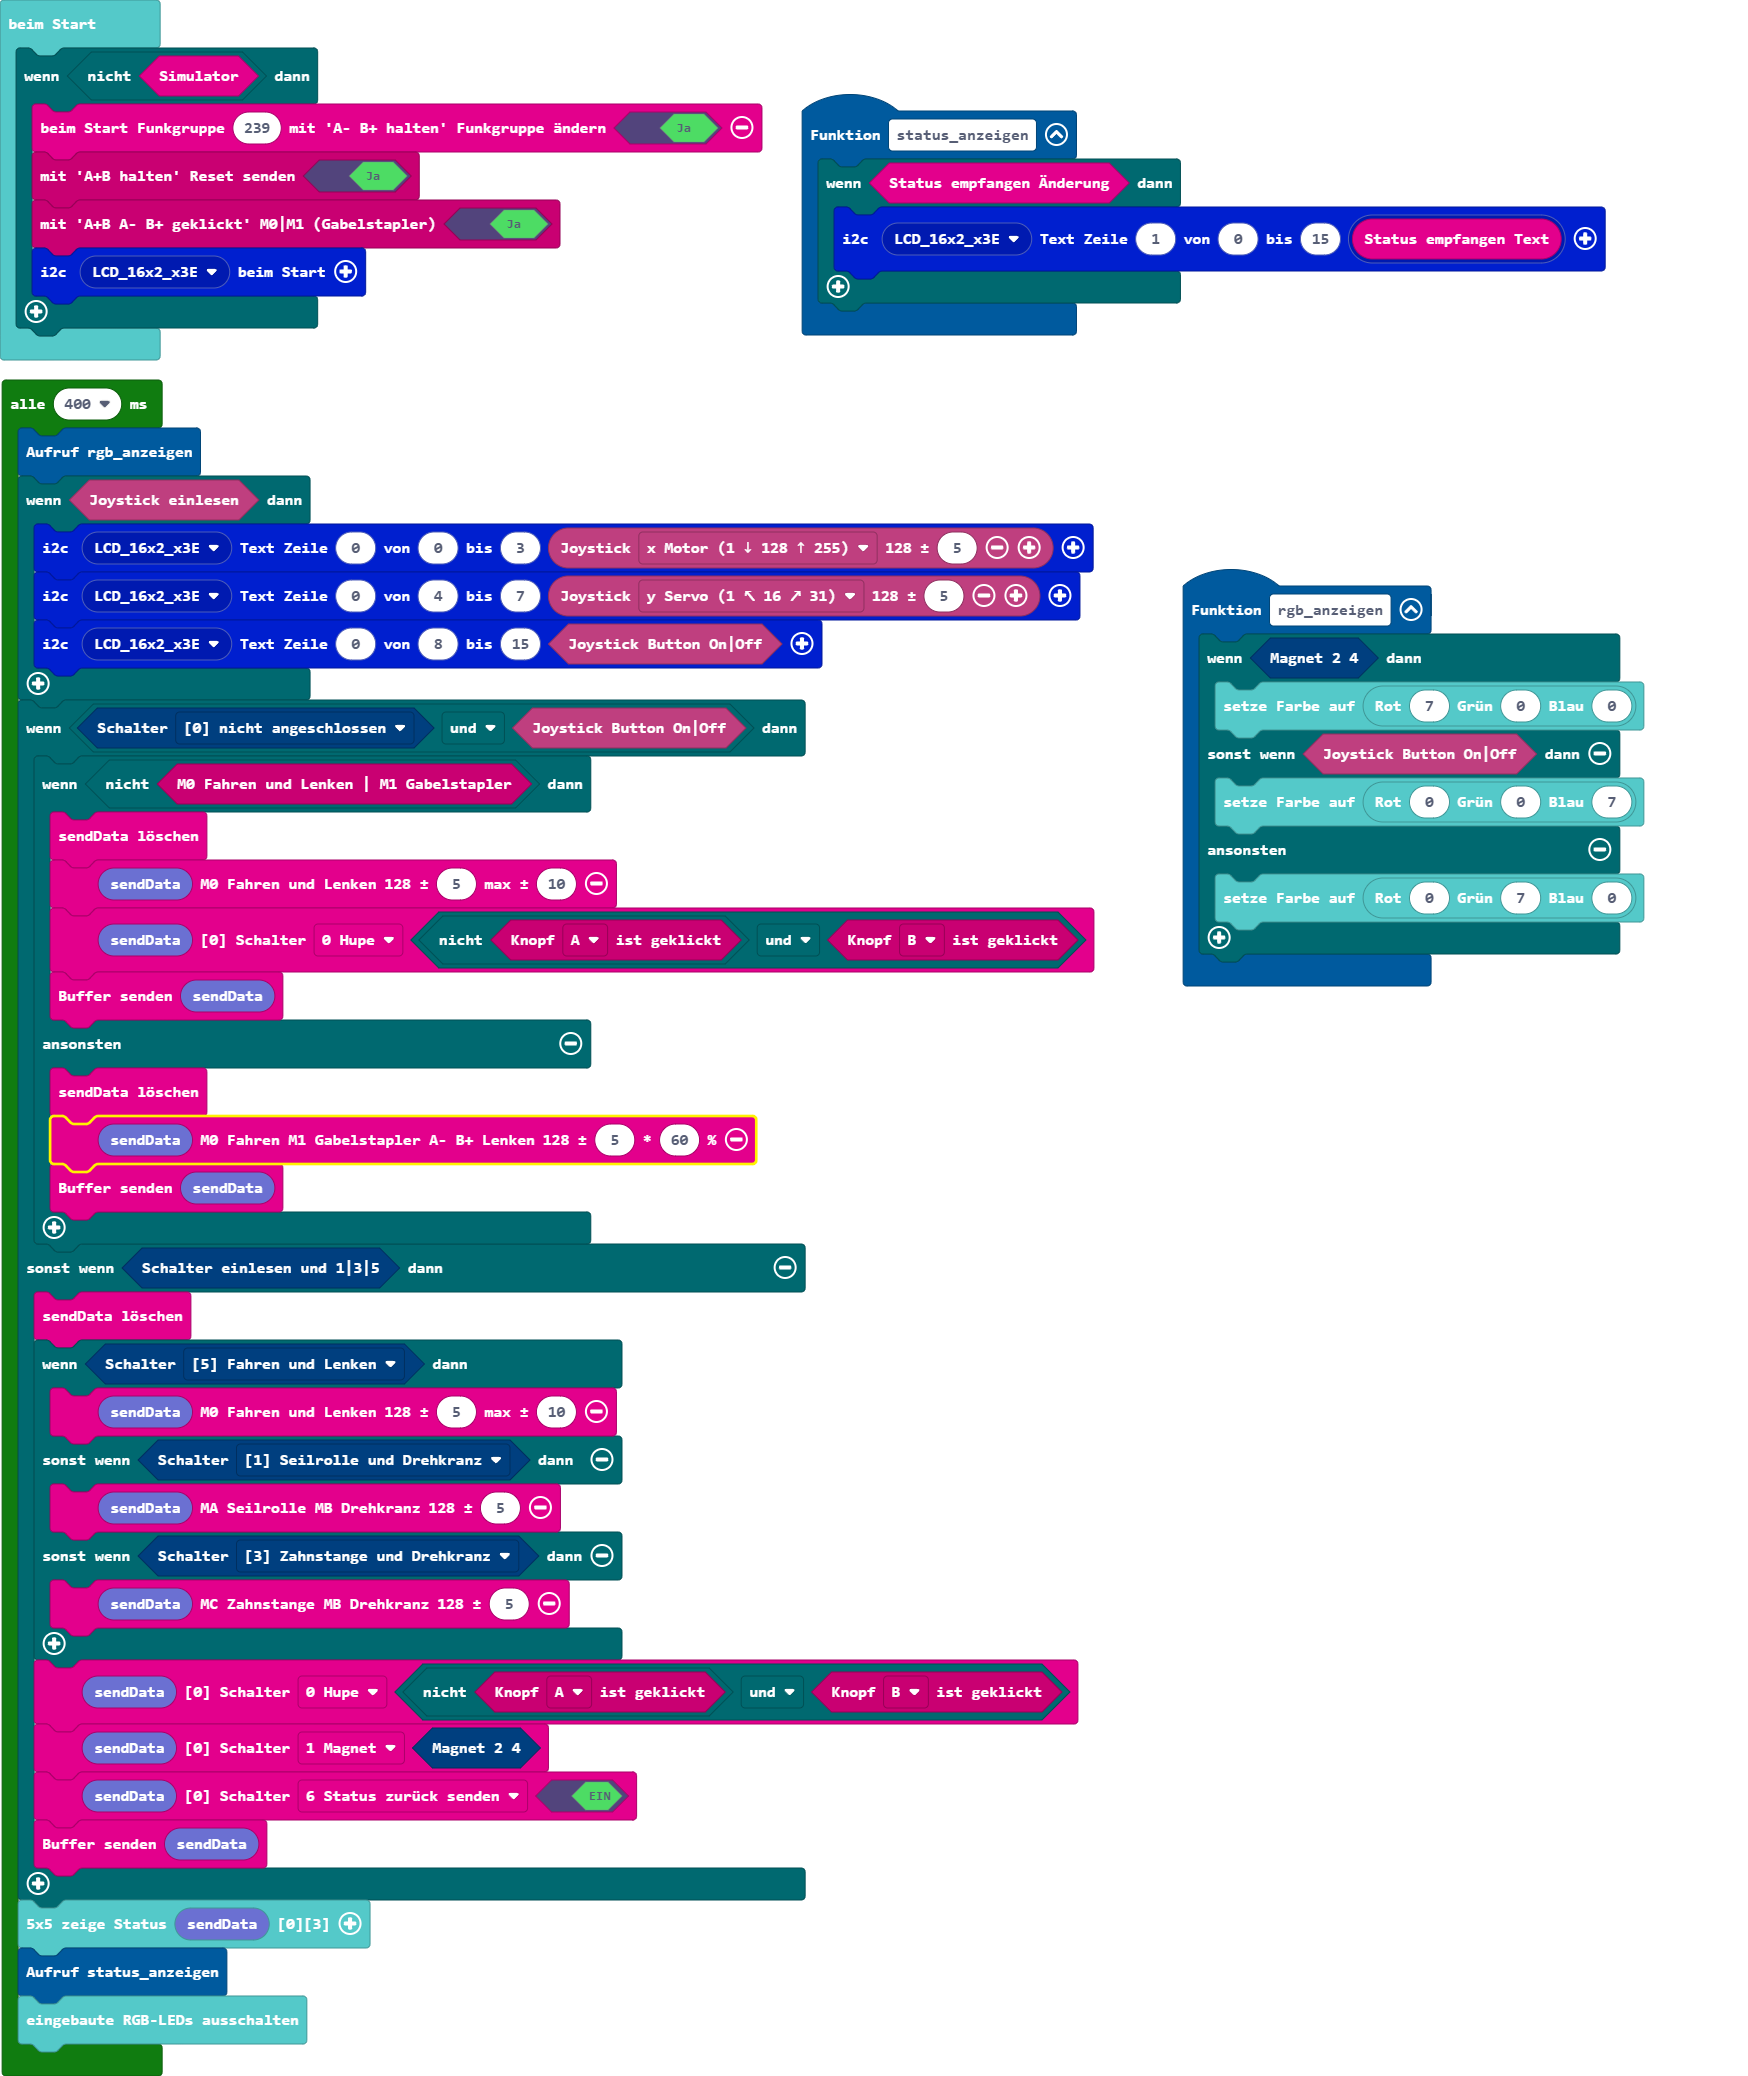 beim Start
wenn nicht Simulator dann
beim Start Funkgruppe 239 mit 'A- B+ halten' Funkgruppe ändern Ja
mit 'A+B halten' Reset senden Ja
mit 'A+B A- B+ geklickt' M0|M1 (Gabelstapler) Ja
i2c LCD_16x2_x3E beim Start
Funktion status_anzeigen
wenn Status empfangen Änderung dann
i2c LCD_16x2_x3E Text Zeile 1 von 0 bis 15 Status empfangen Text
alle 400 ms
Aufruf rgb_anzeigen
wenn Joystick einlesen dann
i2c LCD_16x2_x3E Text Zeile 0 von 0 bis 3 Joystick x Motor (1 ↓ 128 ↑ 255) 128 ± 5
i2c LCD_16x2_x3E Text Zeile 0 von 4 bis 7 Joystick y Servo (1 ↖ 16 ↗ 31) 128 ± 5
i2c LCD_16x2_x3E Text Zeile 0 von 8 bis 15 Joystick Button On|Off
wenn Schalter [0] nicht angeschlossen und Joystick Button On|Off dann
wenn nicht M0 Fahren und Lenken | M1 Gabelstapler dann
sendData löschen
sendData M0 Fahren und Lenken 128 ± 5 max ± 10
sendData [0] Schalter 0 Hupe nicht Knopf A ist geklickt und Knopf B ist geklickt
Buffer senden sendData
ansonsten
sendData löschen
sendData M0 Fahren M1 Gabelstapler A- B+ Lenken 128 ± 5 * 60 %
Buffer senden sendData
sonst wenn Schalter einlesen und 1|3|5 dann
sendData löschen
wenn Schalter [5] Fahren und Lenken dann
sendData M0 Fahren und Lenken 128 ± 5 max ± 10
sonst wenn Schalter [1] Seilrolle und Drehkranz dann
sendData MA Seilrolle MB Drehkranz 128 ± 5
sonst wenn Schalter [3] Zahnstange und Drehkranz dann
sendData MC Zahnstange MB Drehkranz 128 ± 5
sendData [0] Schalter 0 Hupe nicht Knopf A ist geklickt und Knopf B ist geklickt
sendData [0] Schalter 1 Magnet Magnet 2 4
sendData [0] Schalter 6 Status zurück senden EIN
Buffer senden sendData
5x5 zeige Status sendData [0][3]
Aufruf status_anzeigen
eingebaute RGB-LEDs ausschalten
Funktion rgb_anzeigen
wenn Magnet 2 4 dann
setze Farbe auf Rot 7 Grün 0 Blau 0
sonst wenn Joystick Button On|Off dann
setze Farbe auf Rot 0 Grün 0 Blau 7
ansonsten
setze Farbe auf Rot 0 Grün 7 Blau 0